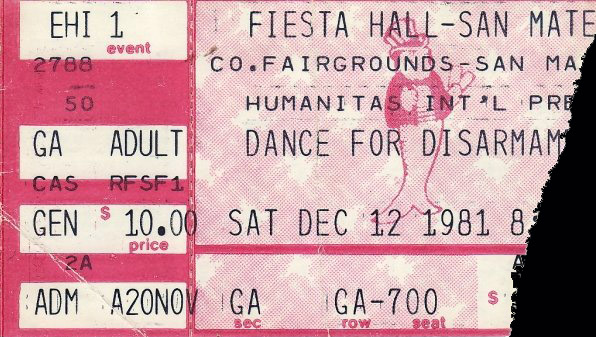 EHI 1
event
2788
50
GA ADULT
CAS RFSF1
GEN $ 10.00
price
2A
ADM A20NOV
FIESTA HALL-SAN MATE
CO.FAIRGROUNDS-SAN MA
HUMANITAS INT'L PRE
DANCE FOR DISARMAM
SAT DEC 12 1981 8
GA GA-700 $
sec row seat